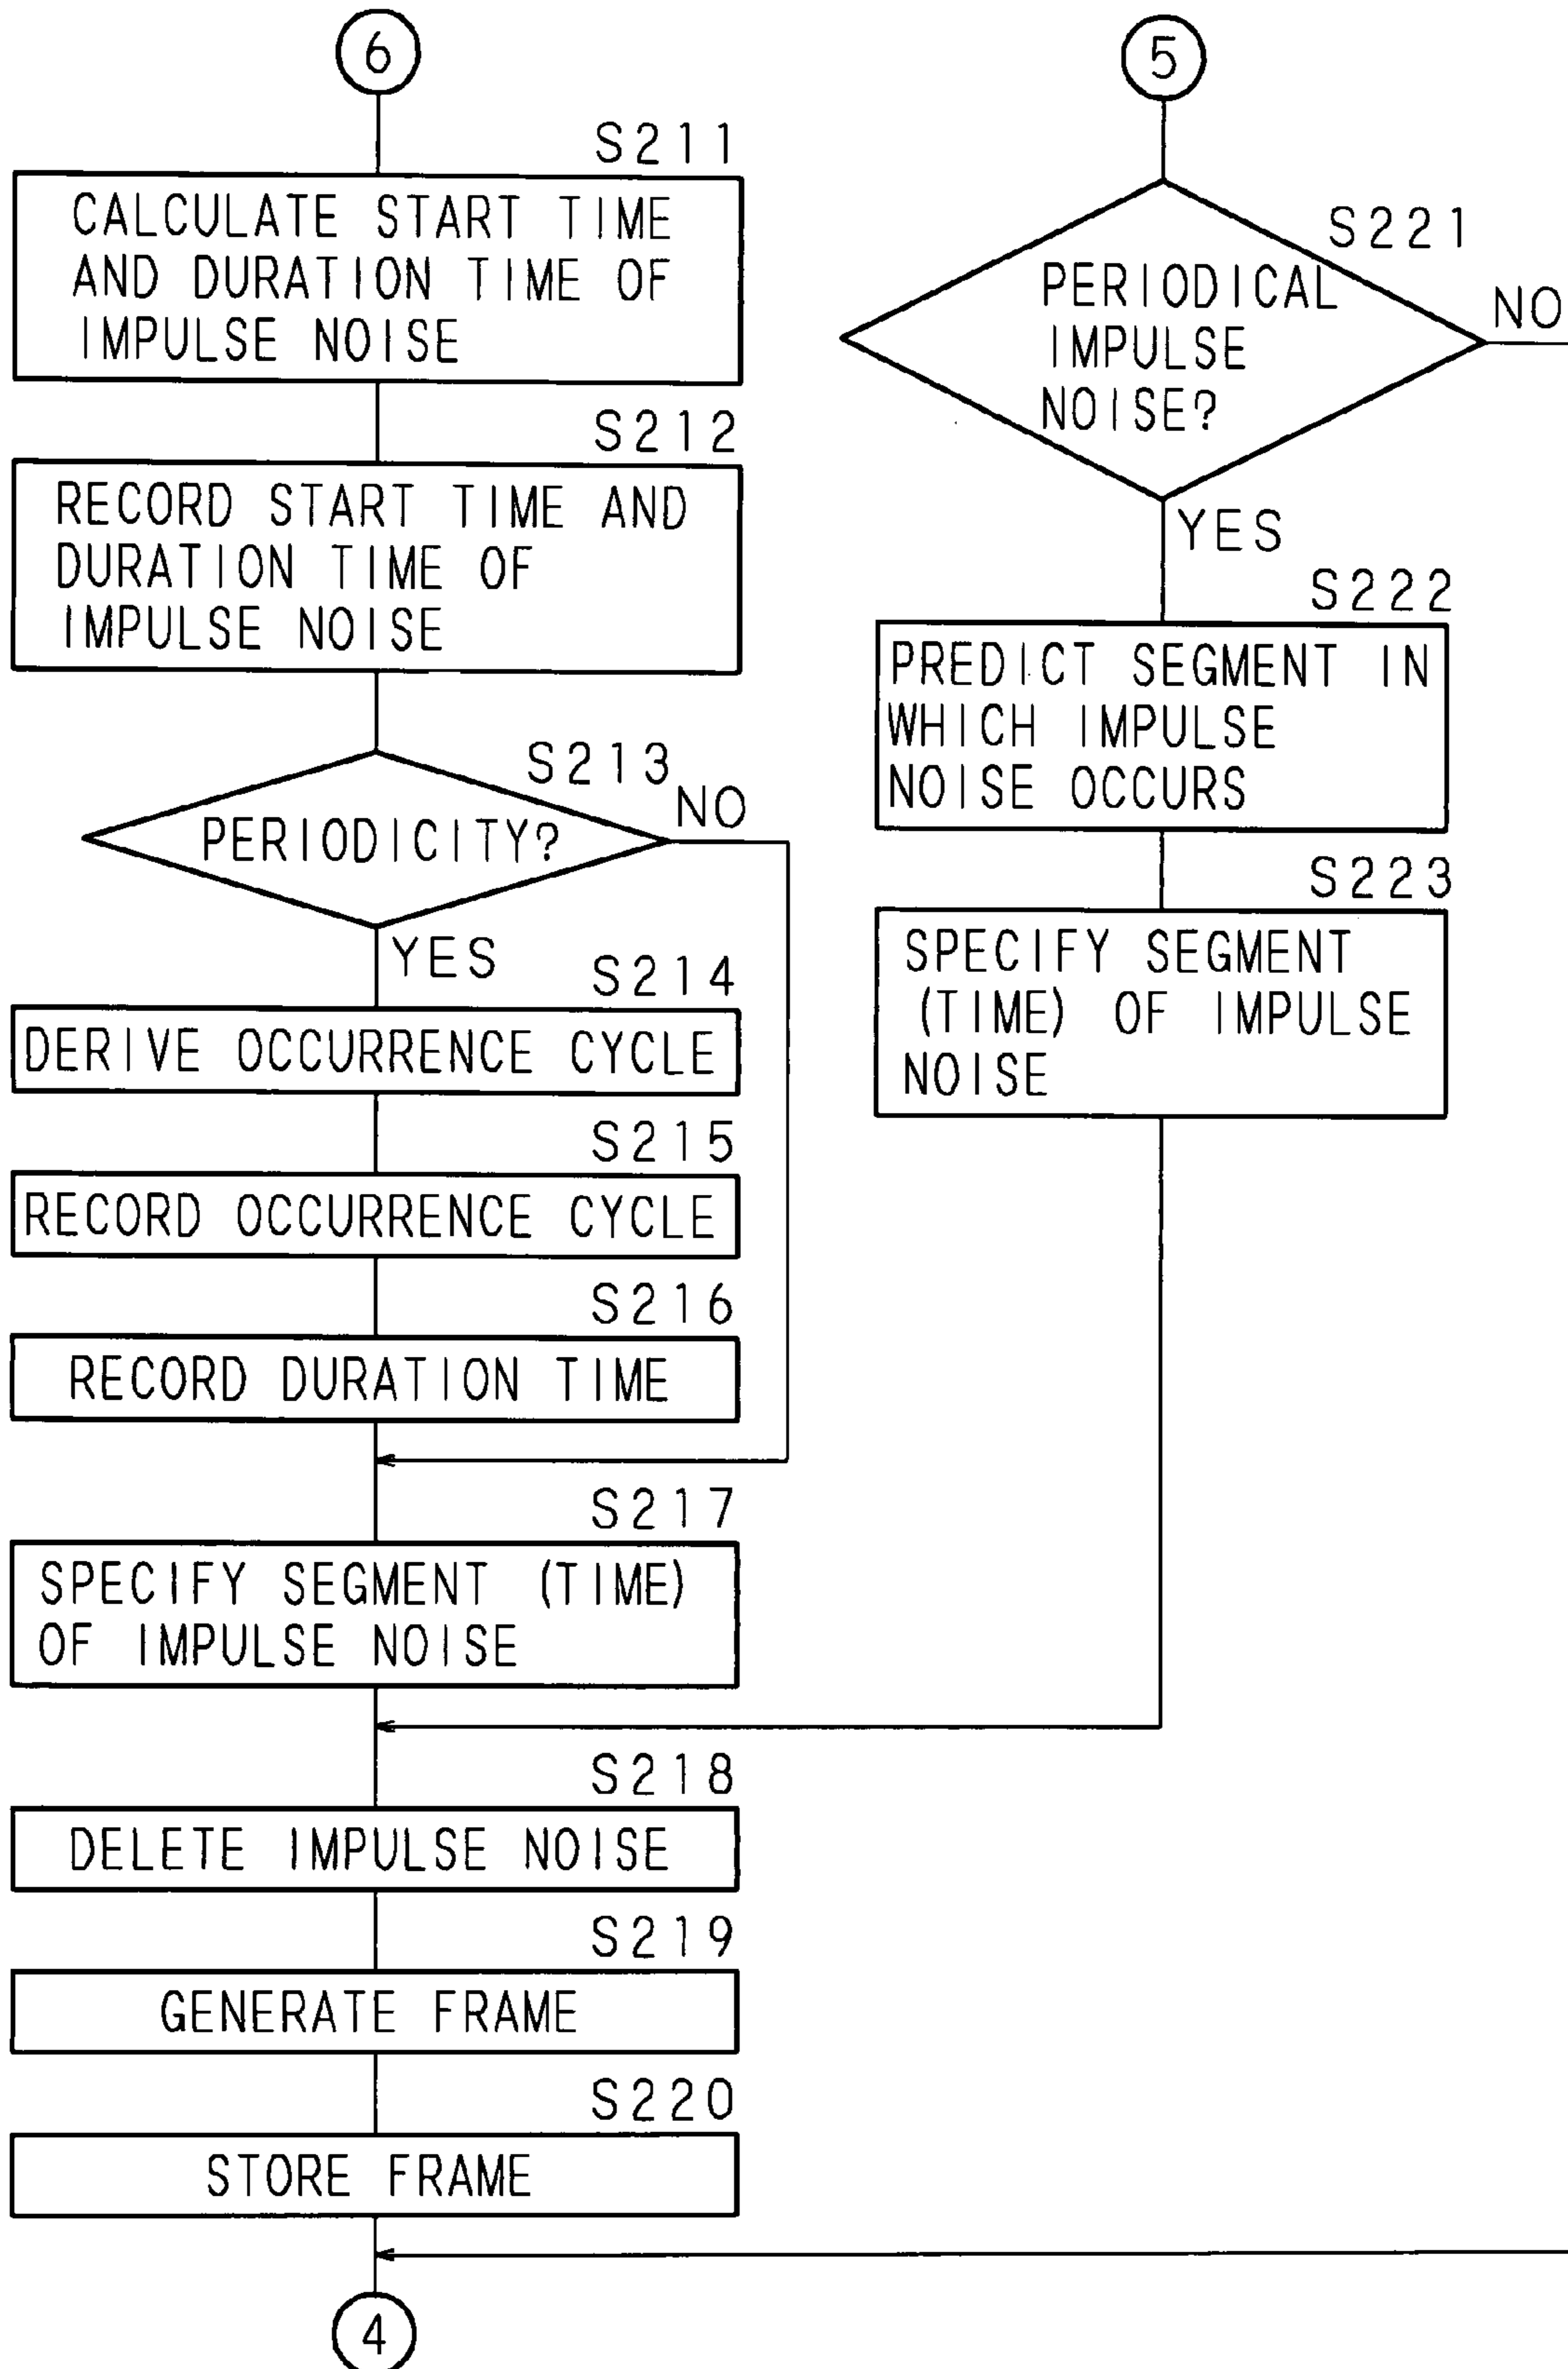 6
S211
CALCULATE START TIME
AND DURATION TIME OF
IMPULSE NOISE
S212
RECORD START TIME AND
DURATION TIME OF
IMPULSE NOISE
S213
PERIODICITY?
NO
YES
S214
DERIVE OCCURRENCE CYCLE
S215
RECORD OCCURRENCE CYCLE
S216
RECORD DURATION TIME
S217
SPECIFY SEGMENT (TIME)
OF IMPULSE NOISE
S218
DELETE IMPULSE NOISE
S219
GENERATE FRAME
S220
STORE FRAME
4
5
S221
PERIODICAL
IMPULSE
NOISE?
NO
YES
S222
PREDICT SEGMENT IN
WHICH IMPULSE
NOISE OCCURS
S223
SPECIFY SEGMENT
(TIME) OF IMPULSE
NOISE